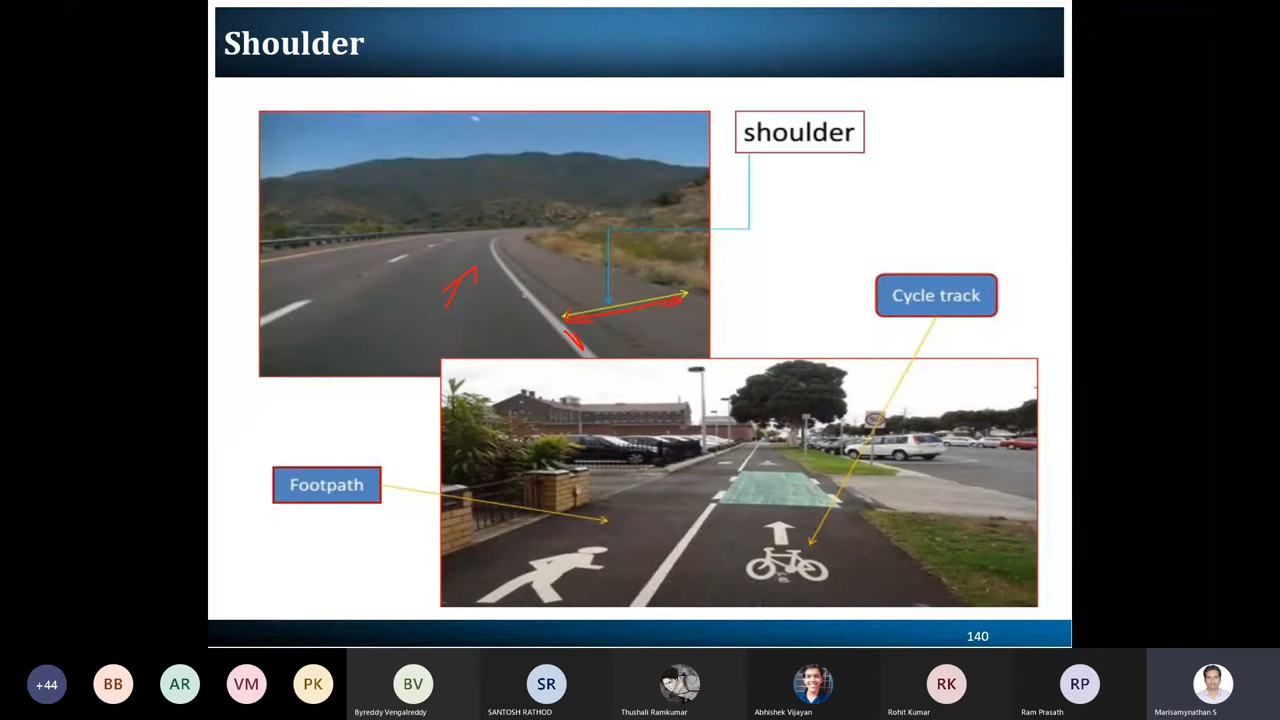 Shoulder
shoulder
Cycle track
Footpath
140
+44
BB
AR
VM
PK
BV
SR
RK
RP
Byreddy Vengalreddy
SANTOSH RATHOD
Thushali Ramkumar
Abhishek Vijayan
Rohit Kumar
Ram Prasath
Marisamynathan S